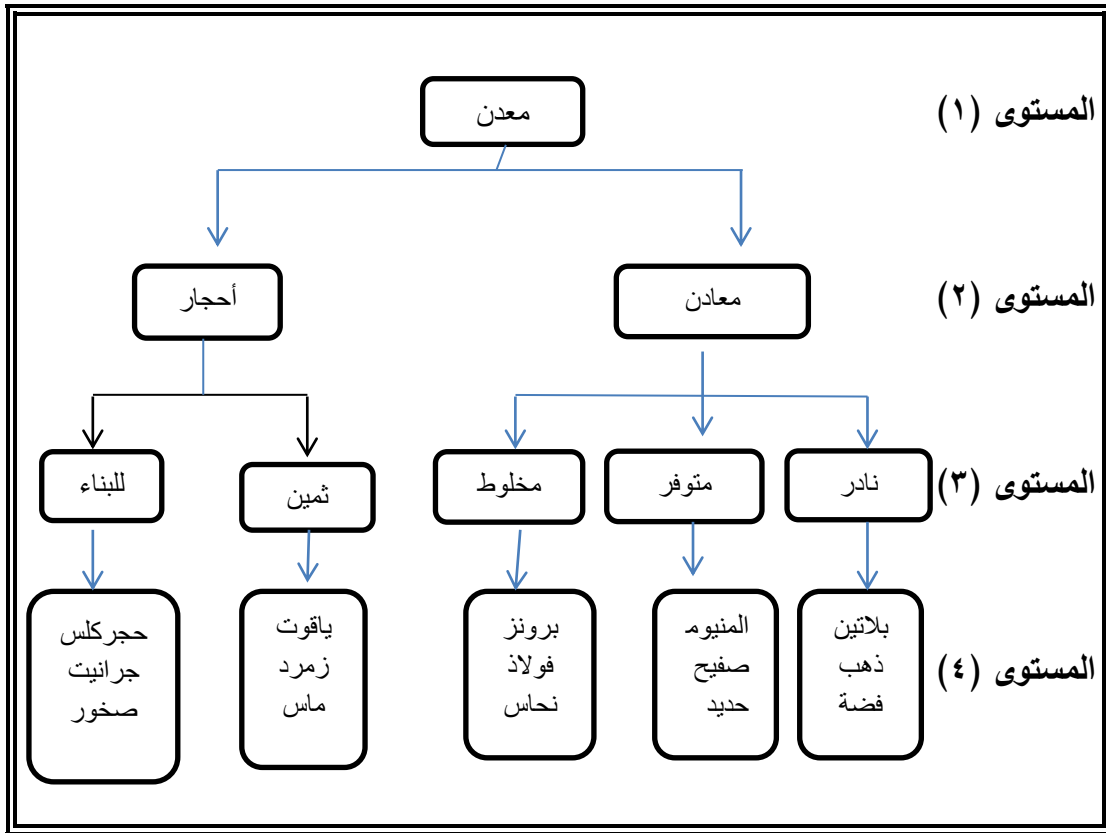 المستوى (١)
معدن
المستوى (٢)
معادن
أحجار
المستوى (٣)
نادر
متوفر
مخلوط
ثمين
للبناء
المستوى (٤)
بلاتين
ذهب
فضة
المنيوم
صفيح
حديد
برونز
فولاذ
نحاس
ياقوت
زمرد
ماس
حجركلس
جرانيت
صخور